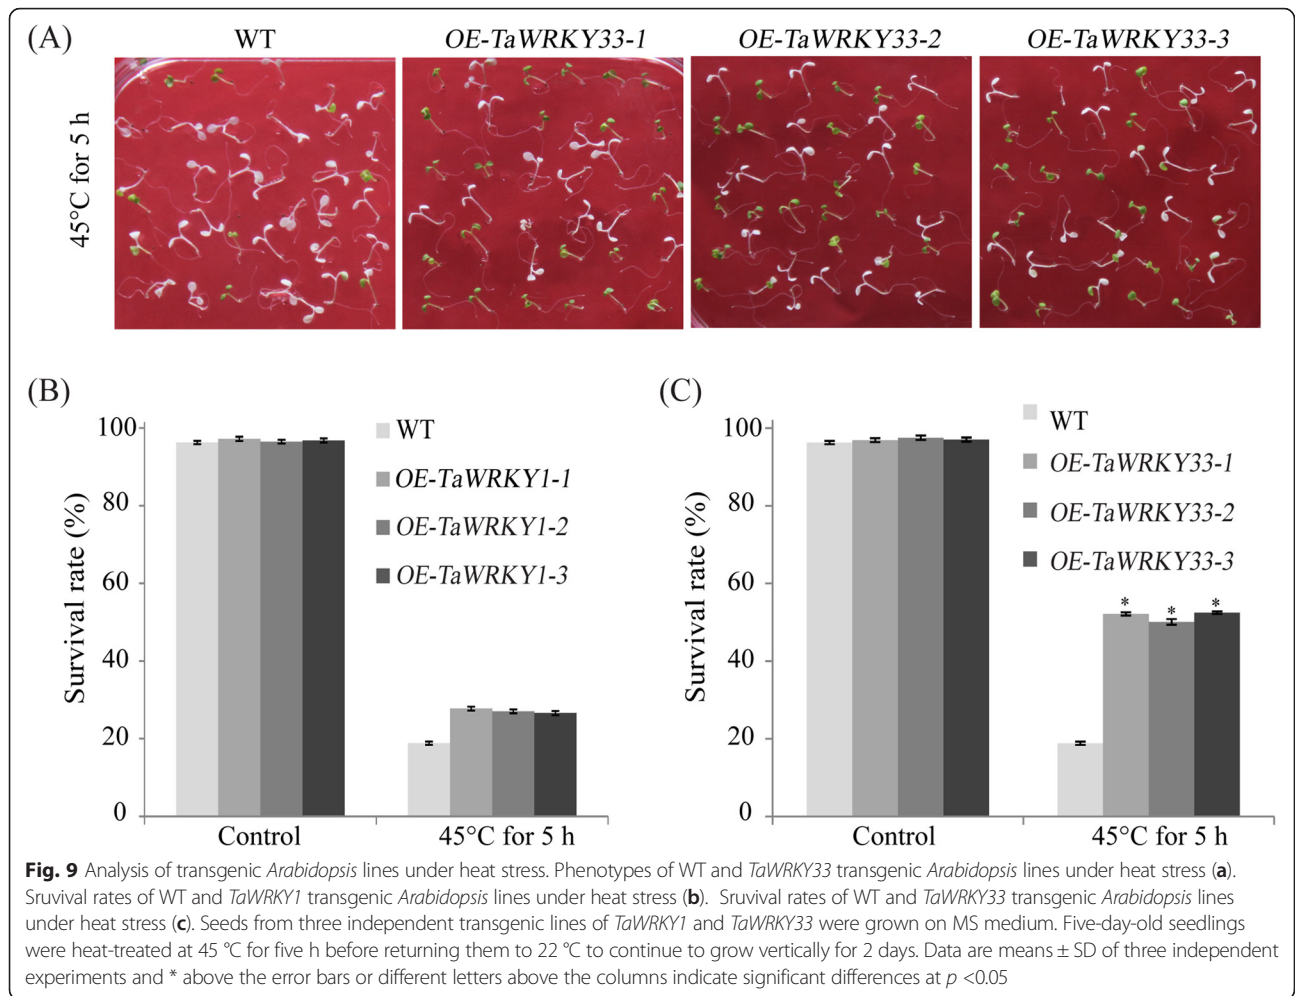 (A)
WT
OE-TaWRKY33-1
OE-TaWRKY33-2
OE-TaWRKY33-3
45°C for 5 h
(B)
Survival rate (%)
100
80
60
40
20
0
WT
OE-TaWRKY1-1
OE-TaWRKY1-2
OE-TaWRKY1-3
Control
45°C for 5 h
(C)
Survival rate (%)
100
80
60
40
20
0
WT
OE-TaWRKY33-1
OE-TaWRKY33-2
OE-TaWRKY33-3
* * *
Control
45°C for 5 h
Fig. 9 Analysis of transgenic Arabidopsis lines under heat stress. Phenotypes of WT and TaWRKY33 transgenic Arabidopsis lines under heat stress (a).
Sruvival rates of WT and TaWRKY1 transgenic Arabidopsis lines under heat stress (b). Sruvival rates of WT and TaWRKY33 transgenic Arabidopsis lines
under heat stress (c). Seeds from three independent transgenic lines of TaWRKY1 and TaWRKY33 were grown on MS medium. Five-day-old seedlings
were heat-treated at 45 °C for five h before returning them to 22 °C to continue to grow vertically for 2 days. Data are means ± SD of three independent
experiments and * above the error bars or different letters above the columns indicate significant differences at p <0.05